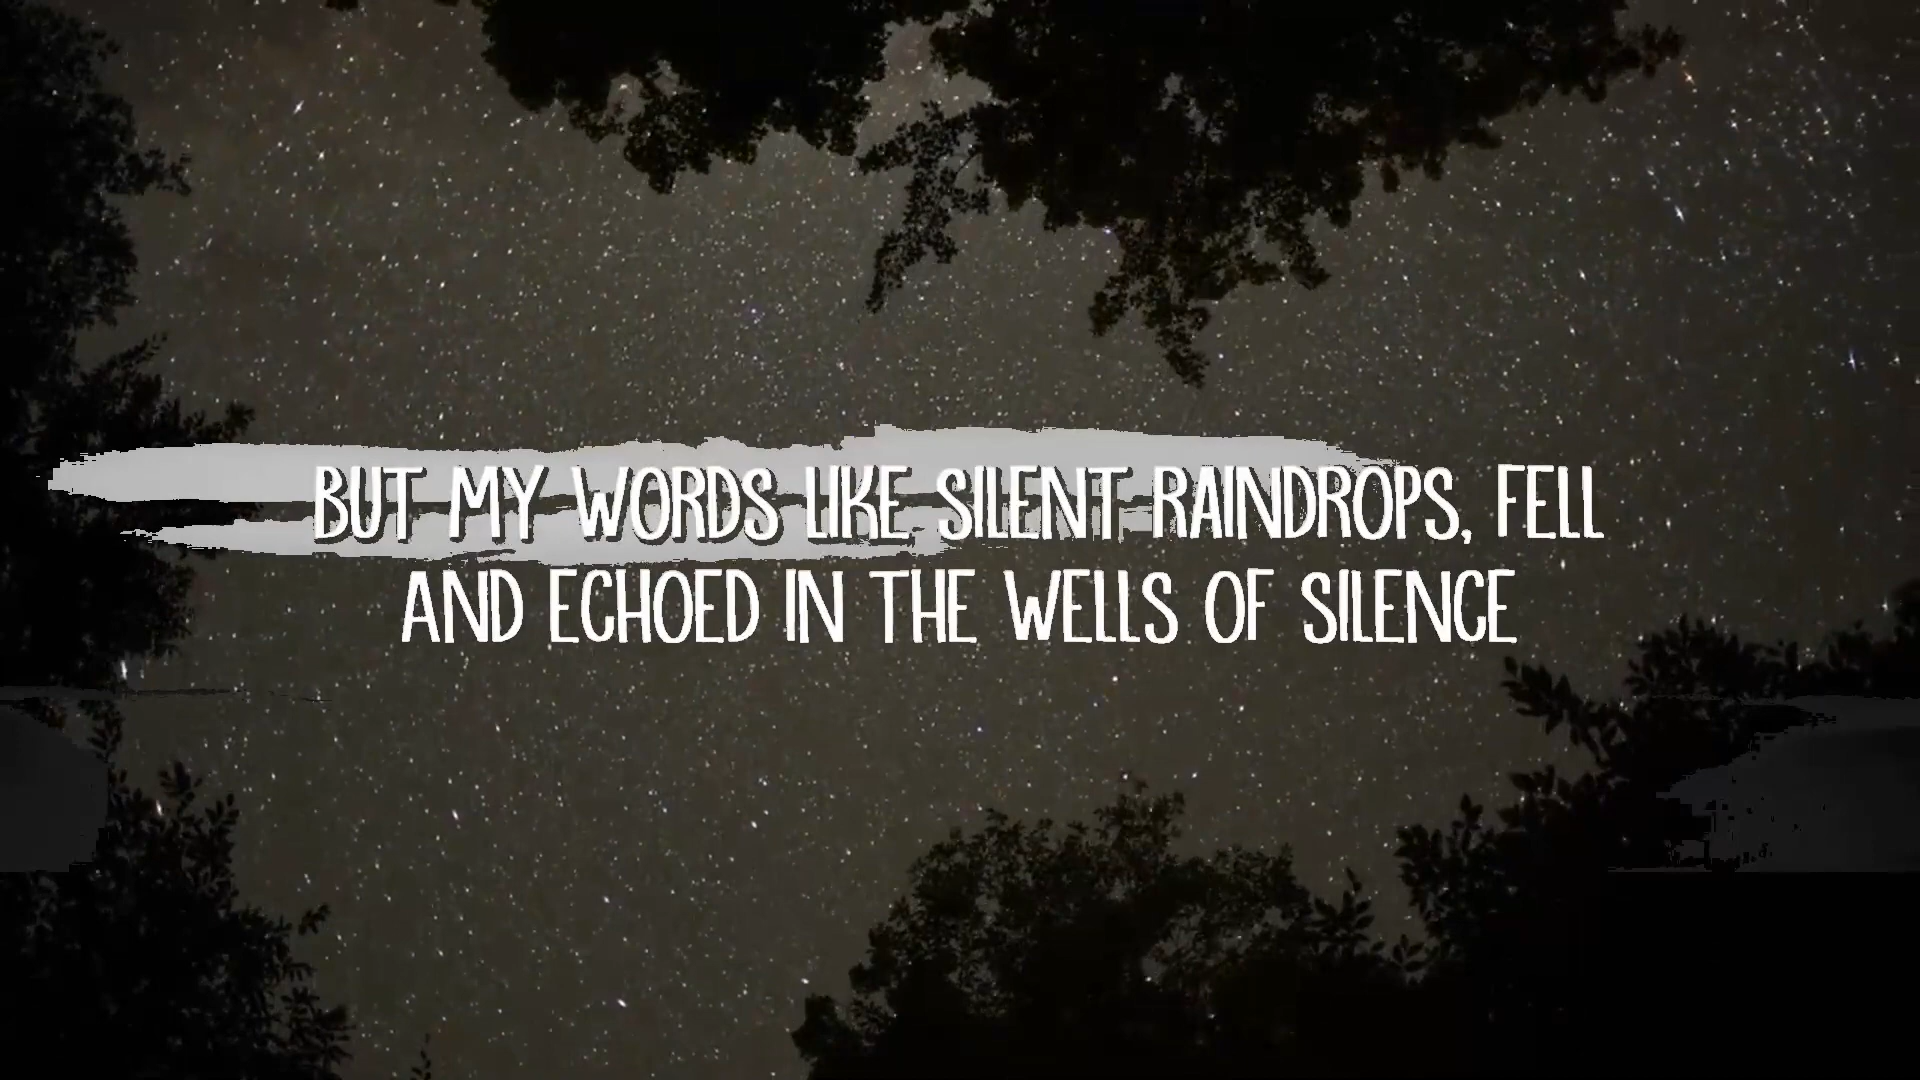 BUT MY WORDS LIKE SILENT RAINDROPS, FELL
AND ECHOED IN THE WELLS OF SILENCE